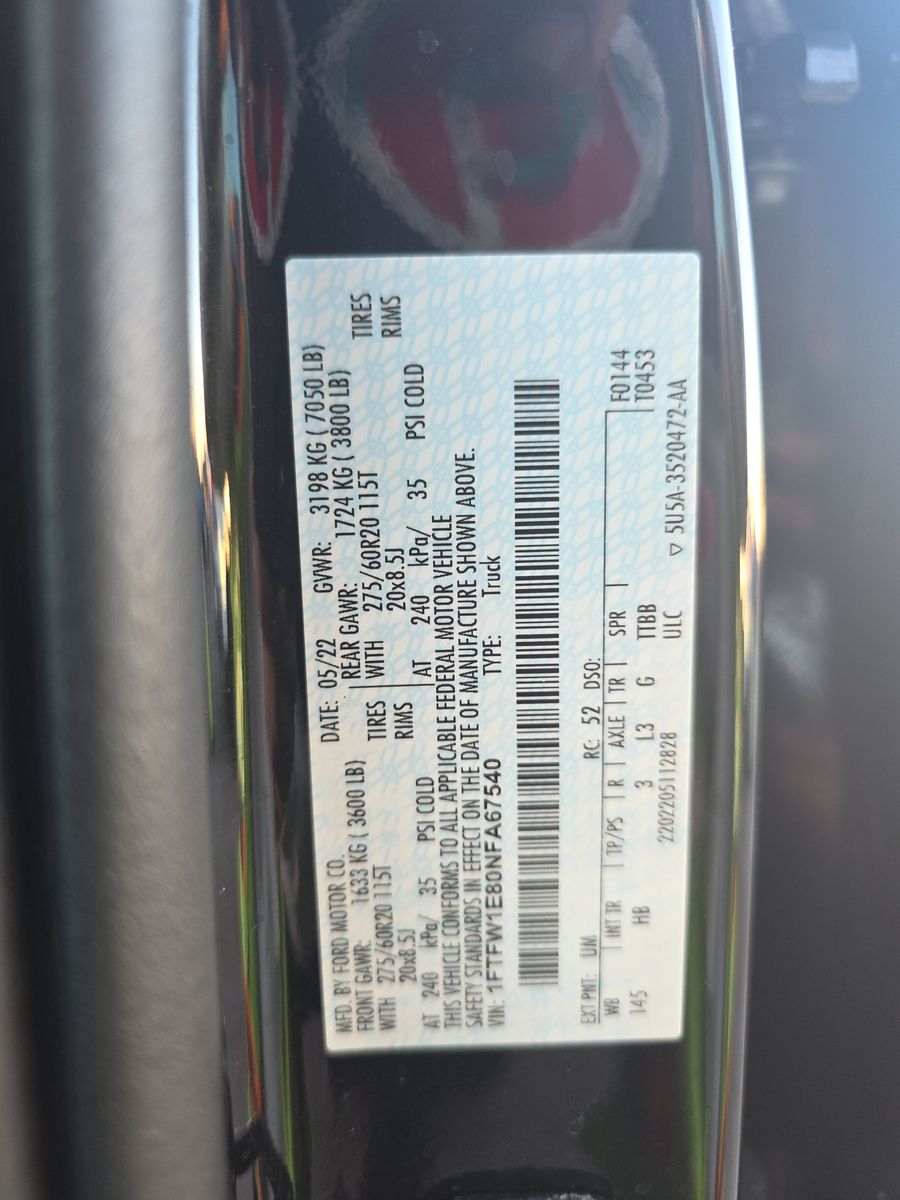 MFD. BY FORD MOTOR CO. DATE: 05/22 GVWR: 3198 KG ( 7050 LB)
FRONT GAWR: 1633 KG ( 3600 LB) REAR GAWR: 1724 KG ( 3800 LB)
WITH 275/60R20 115T TIRES WITH 275/60R20 115T TIRES
20x8.5J RIMS 20x8.5J RIMS
AT 240 kPa/ 35 PSI COLD AT 240 kPa/ 35 PSI COLD
THIS VEHICLE CONFORMS TO ALL APPLICABLE FEDERAL MOTOR VEHICLE
SAFETY STANDARDS IN EFFECT ON THE DATE OF MANUFACTURE SHOWN ABOVE.
VIN: 1FTFW1E80NFA67540 TYPE: Truck
EXT PNT: UM RC: 52 DSO:
WB INT TR TP/PS R AXLE TR SPR F0144
145 HB 3 L3 G TTBB T0453
2202205112828 ULC ▽ 5U5A-3520472-AA